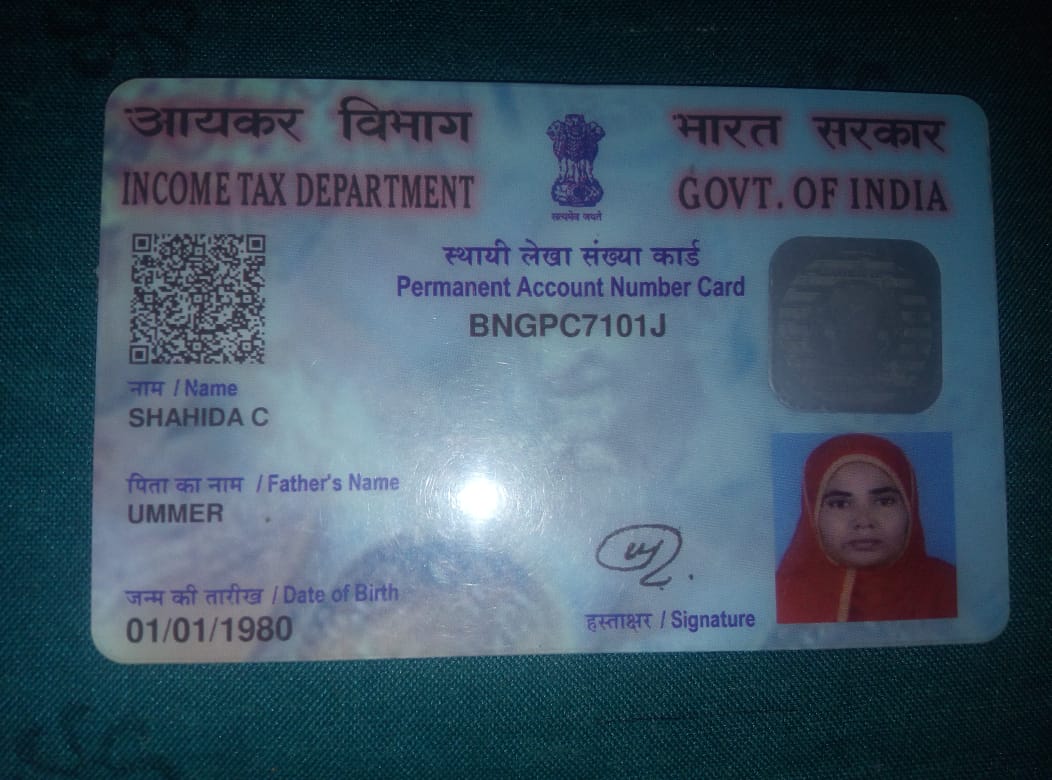 आयकर विभाग
INCOME TAX DEPARTMENT
भारत सरकार
GOVT. OF INDIA
सत्यमेव जयते
स्थायी लेखा संख्या कार्ड
Permanent Account Number Card
BNGPC7101J
नाम / Name
SHAHIDA C
पिता का नाम / Father's Name
UMMER
जन्म की तारीख / Date of Birth
01/01/1980
हस्ताक्षर / Signature